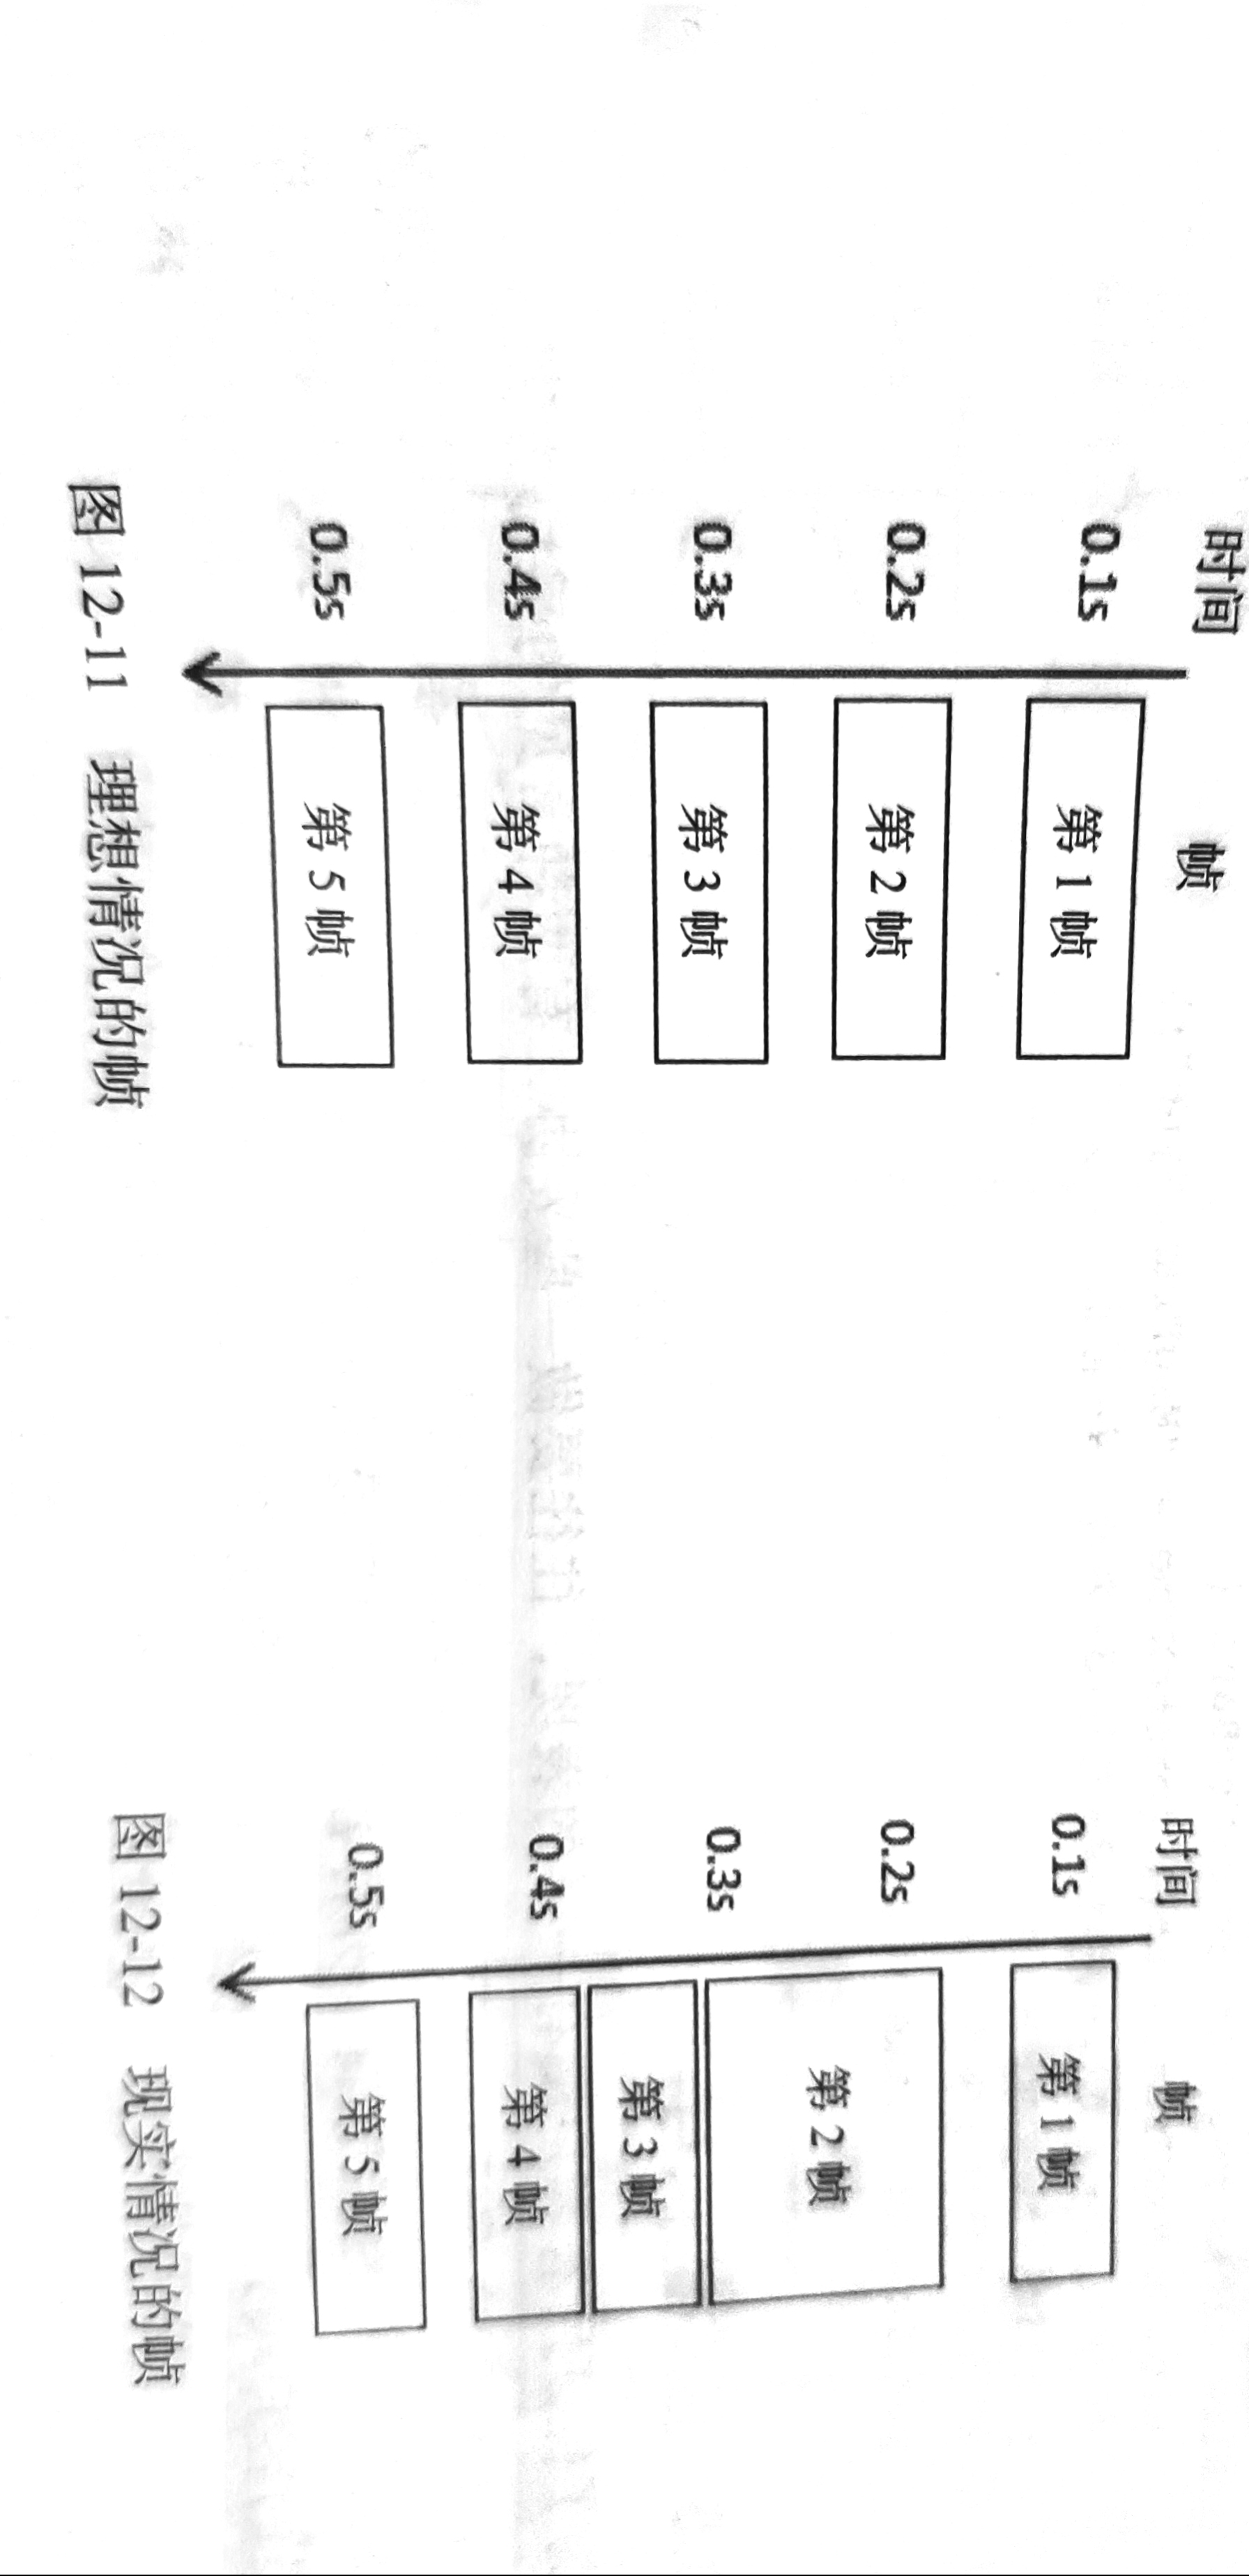 时间 帧
0.1s 第 1 帧
0.2s 第 2 帧
0.3s 第 3 帧
0.4s 第 4 帧
0.5s 第 5 帧
图 12-11 理想情况的帧
时间 帧
0.1s 第 1 帧
0.2s
第 2 帧
0.3s
第 3 帧
0.4s 第 4 帧
0.5s 第 5 帧
图 12-12 现实情况的帧